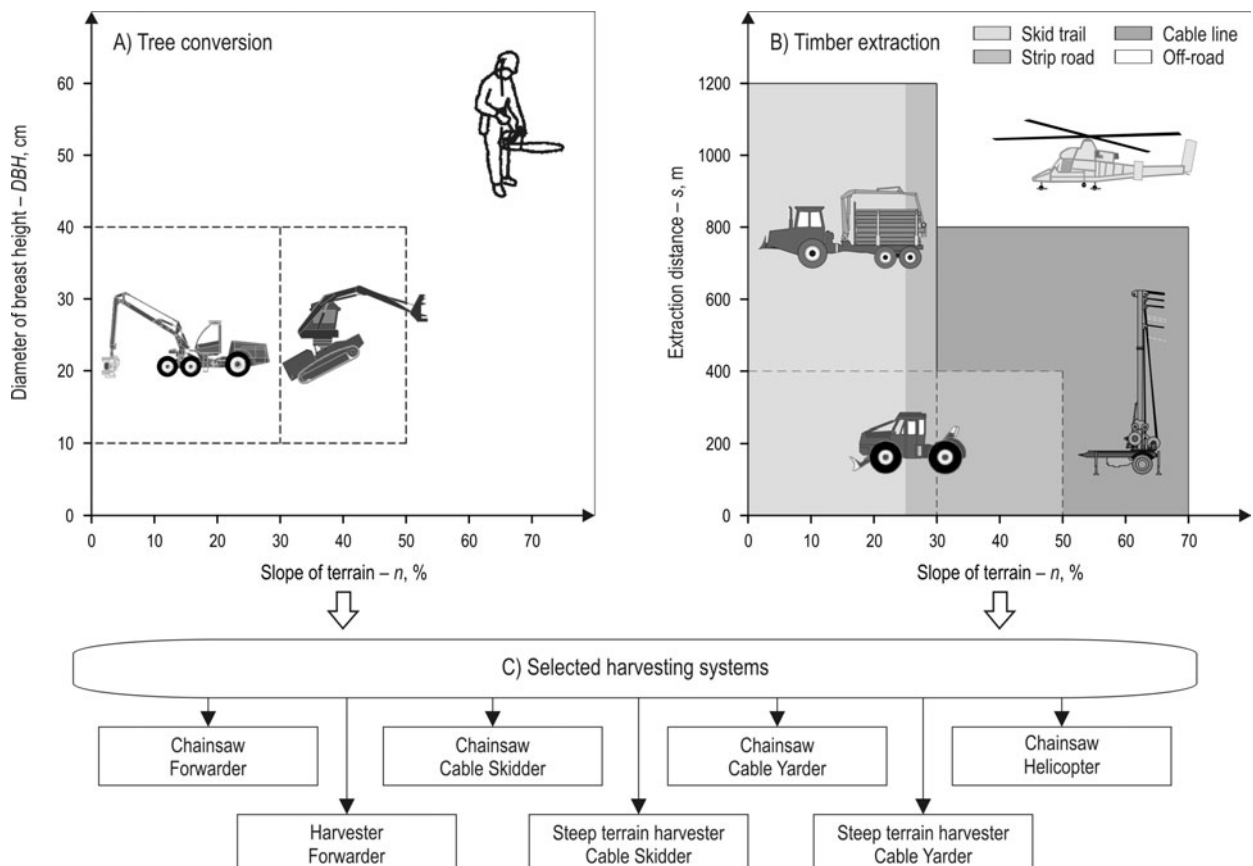 A) Tree conversion
Diameter of breast height – DBH, cm
60
50
40
30
20
10
0
0 10 20 30 40 50 60 70
Slope of terrain – n, %
B) Timber extraction
Skid trail
Strip road
Cable line
Off-road
Extraction distance – s, m
1200
1000
800
600
400
200
0
0 10 20 30 40 50 60 70
Slope of terrain – n, %
C) Selected harvesting systems
Chainsaw
Forwarder
Chainsaw
Cable Skidder
Chainsaw
Cable Yarder
Chainsaw
Helicopter
Harvester
Forwarder
Steep terrain harvester
Cable Skidder
Steep terrain harvester
Cable Yarder